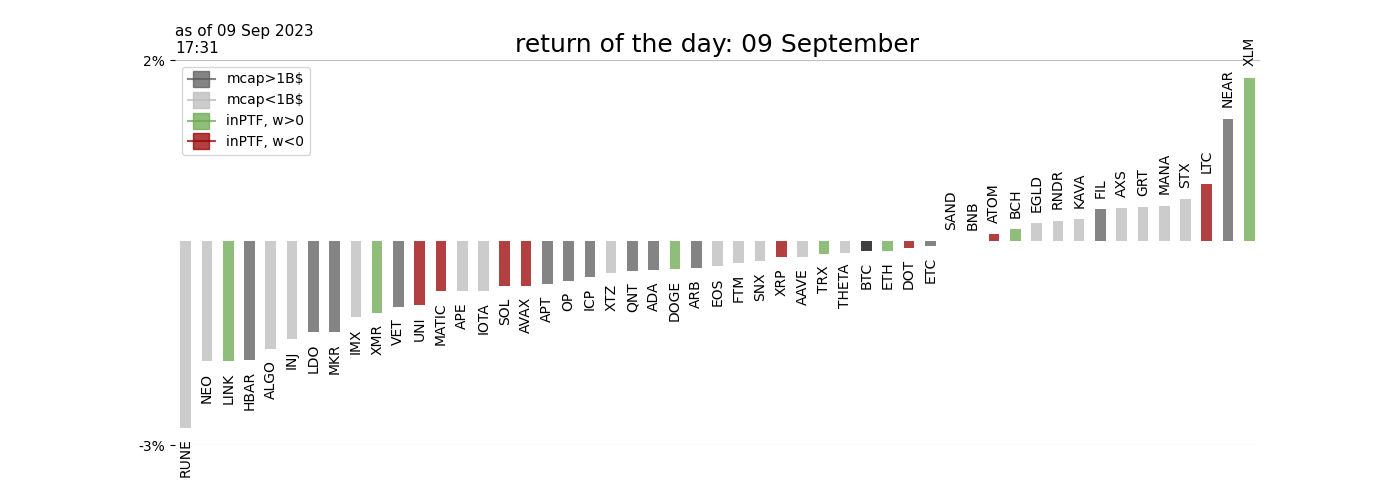 as of 09 Sep 2023
17:31
return of the day: 09 September
2%
mcap>1B$
mcap<1B$
inPTF, w>0
inPTF, w<0
-3%
RUNE
NEO
LINK
HBAR
ALGO
INJ
LDO
MKR
IMX
XMR
VET
UNI
MATIC
APE
IOTA
SOL
AVAX
APT
OP
ICP
XTZ
QNT
ADA
DOGE
ARB
EOS
FTM
SNX
XRP
AAVE
TRX
THETA
BTC
ETH
DOT
ETC
SAND
BNB
ATOM
BCH
EGLD
RNDR
KAVA
FIL
AXS
GRT
MANA
STX
LTC
NEAR
XLM